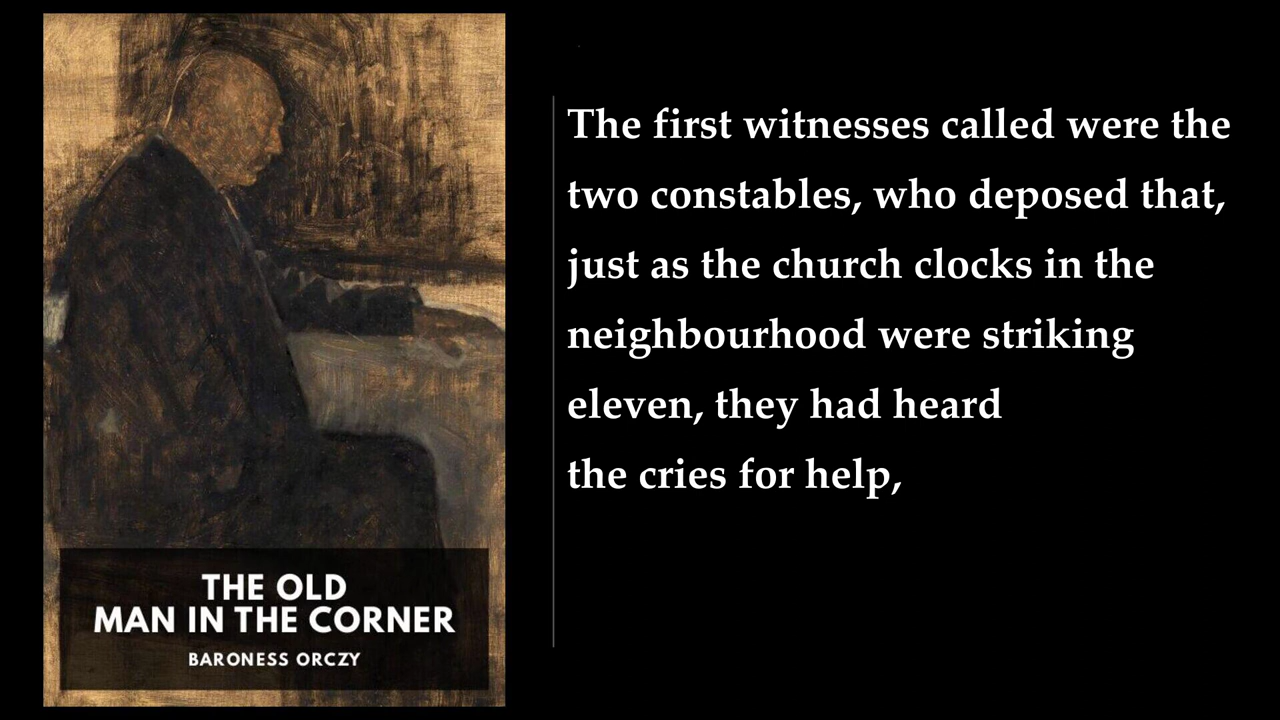 The first witnesses called were the
two constables, who deposed that,
just as the church clocks in the
neighbourhood were striking
eleven, they had heard
the cries for help,
THE OLD
MAN IN THE CORNER
BARONESS ORCZY